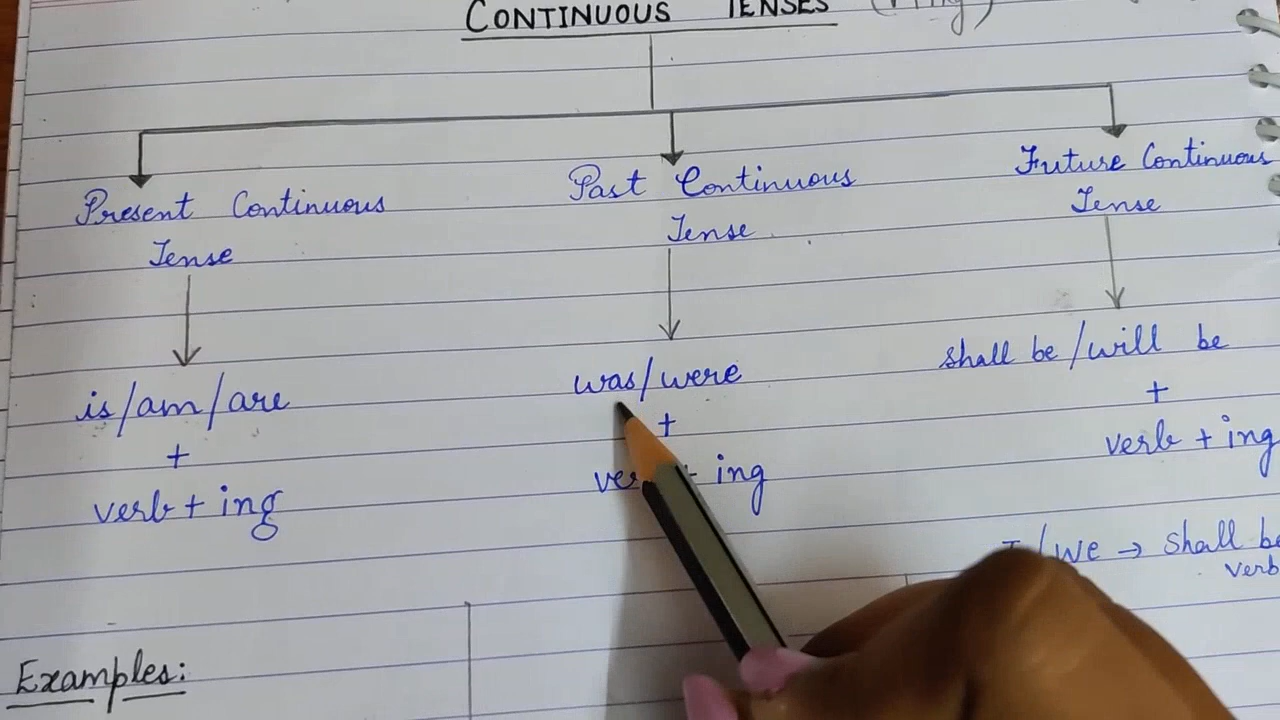 CONTINUOUS TENSES
Present Continuous
Tense
is/am/are
+
verb + ing
Past Continuous
Tense
was/were
+
ing
Future Continuous
Tense
shall be/will be
+
verb + ing
I/We → shall be
verb
Examples: